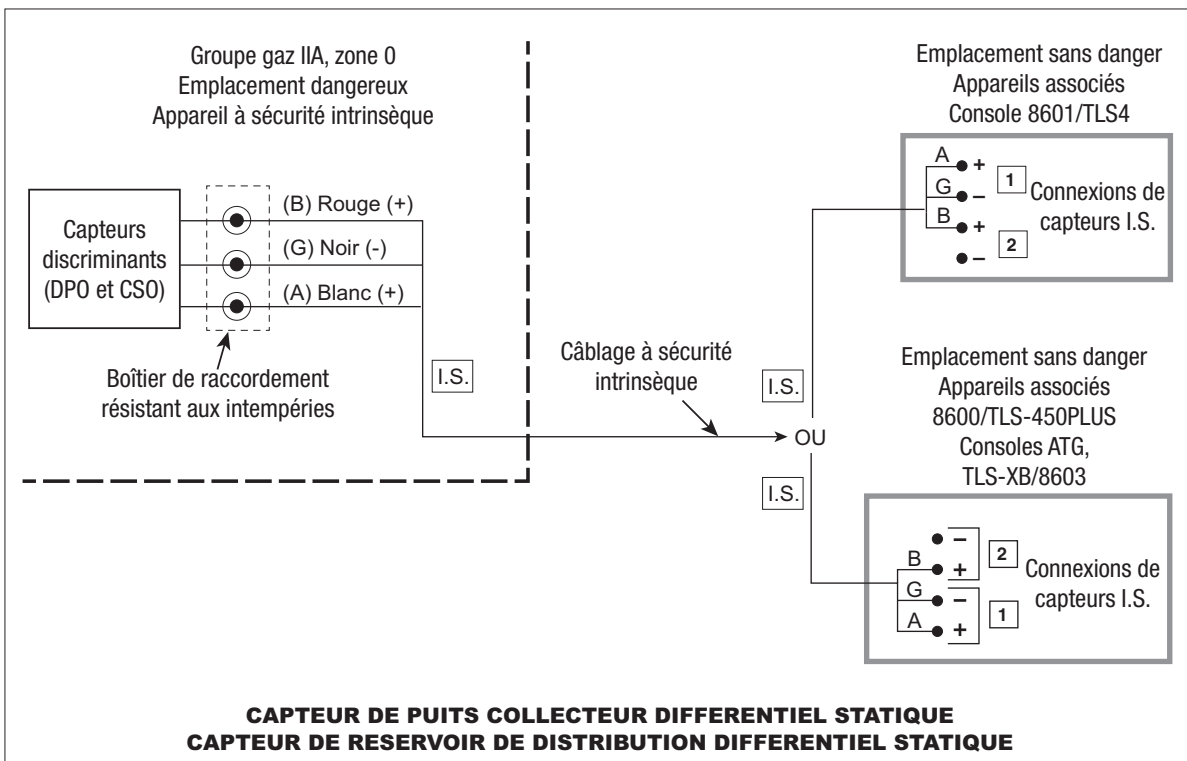 Groupe gaz IIA, zone 0
Emplacement dangereux
Appareil à sécurité intrinsèque
Capteurs
discriminants
(DPO et CSO)
(B) Rouge (+)
(G) Noir (-)
(A) Blanc (+)
Boîtier de raccordement
résistant aux intempéries
I.S.
Câblage à sécurité
intrinsèque
I.S.
OU
I.S.
Emplacement sans danger
Appareils associés
Console 8601/TLS4
A +
G –
B +
–
1
2
Connexions de
capteurs I.S.
Emplacement sans danger
Appareils associés
8600/TLS-450PLUS
Consoles ATG,
TLS-XB/8603
–
B +
G –
A +
2
1
Connexions de
capteurs I.S.
CAPTEUR DE PUITS COLLECTEUR DIFFERENTIEL STATIQUE
CAPTEUR DE RESERVOIR DE DISTRIBUTION DIFFERENTIEL STATIQUE